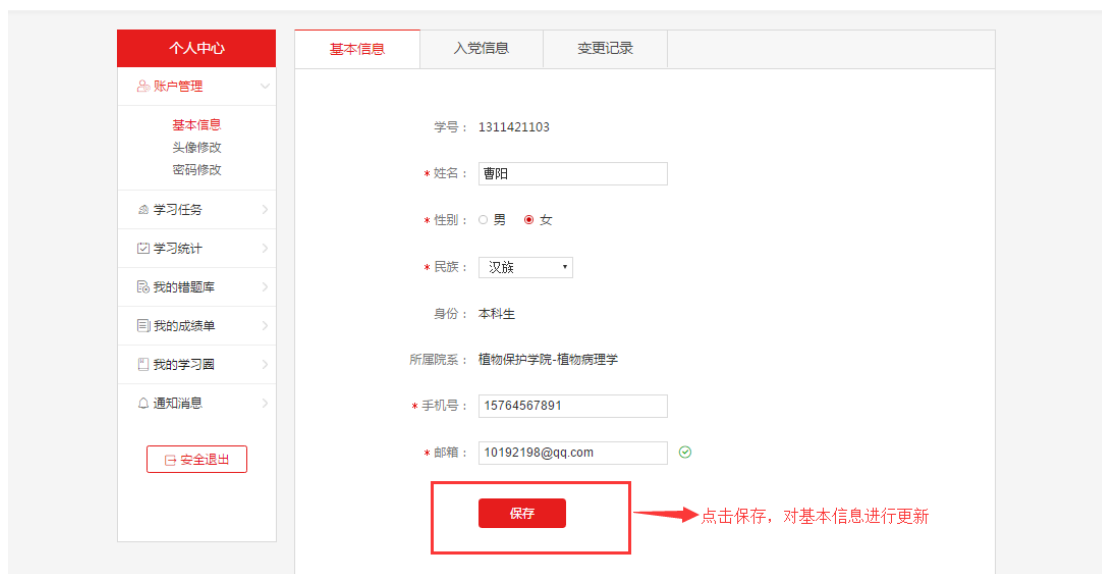 个人中心
账户管理
基本信息
头像修改
密码修改
学习任务
学习统计
我的错题库
我的成绩单
我的学习圈
通知消息
安全退出
基本信息 入党信息 变更记录
学号： 1311421103
* 姓名： 曹阳
* 性别： 男 女
* 民族： 汉族
身份： 本科生
所属院系： 植物保护学院-植物病理学
* 手机号： 15764567891
* 邮箱： 10192198@qq.com
保存
点击保存，对基本信息进行更新